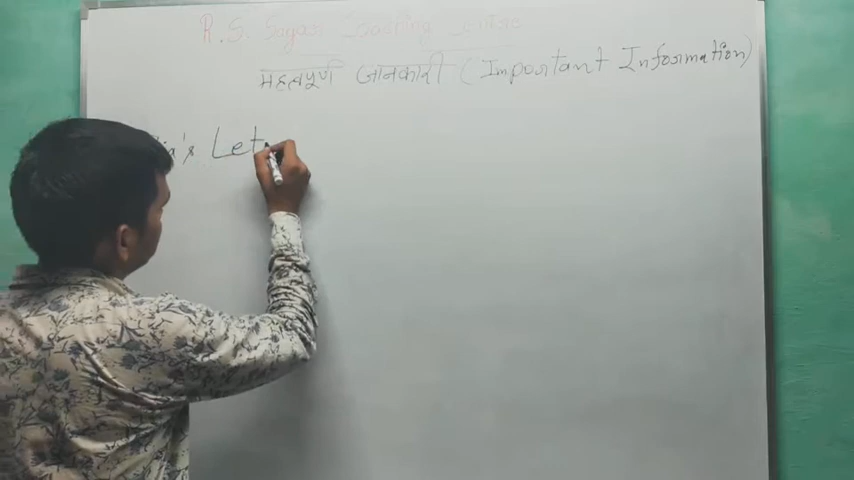 R.S. Sagar Coaching
महत्वपूर्ण जानकारी (Important Information)
Let